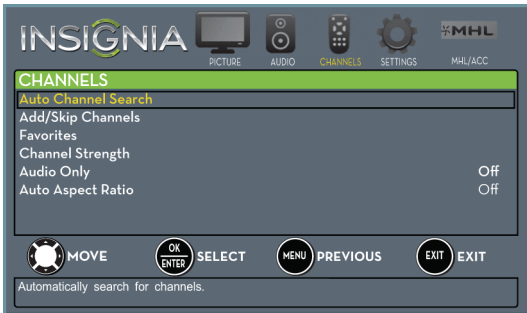 INSIGNIA
PICTURE AUDIO CHANNELS SETTINGS MHL MHL/ACC
CHANNELS
Auto Channel Search
Add/Skip Channels
Favorites
Channel Strength
Audio Only Off
Auto Aspect Ratio Off
MOVE OK ENTER SELECT MENU PREVIOUS EXIT EXIT
Automatically search for channels.